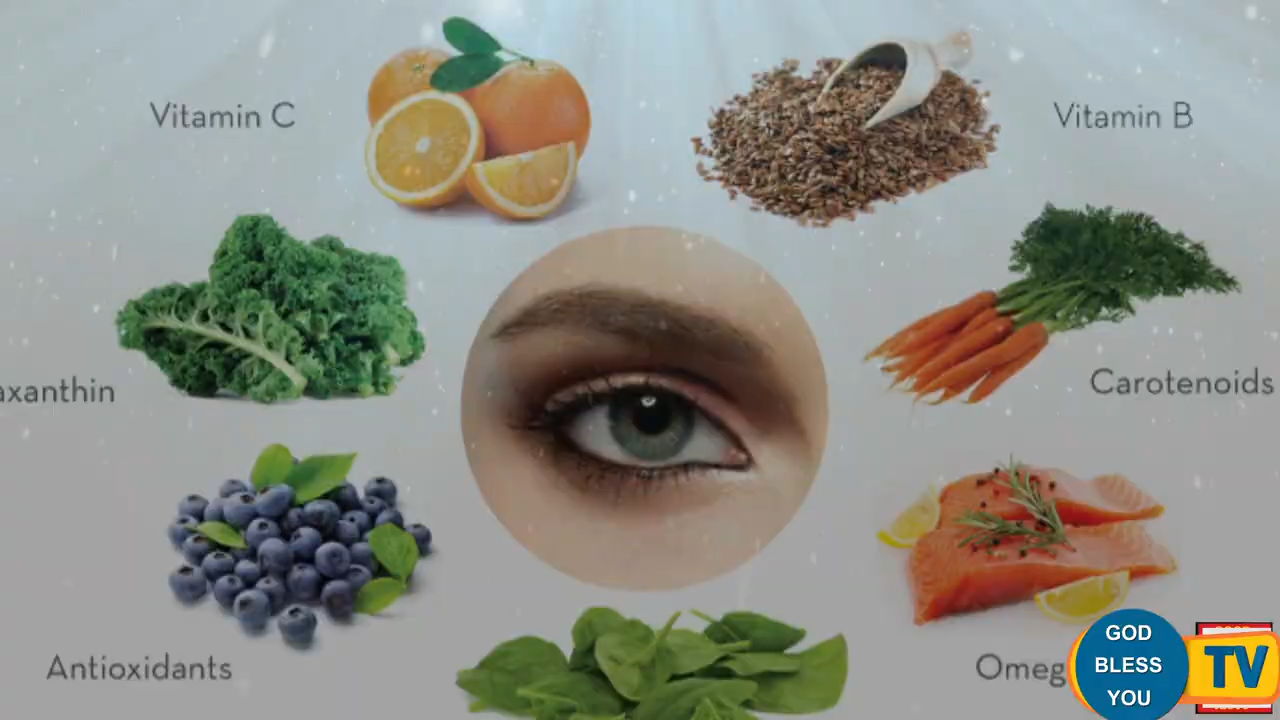 Vitamin C
Vitamin B
axanthin
Carotenoids
Antioxidants
Omeg
GOD
BLESS
YOU
TV